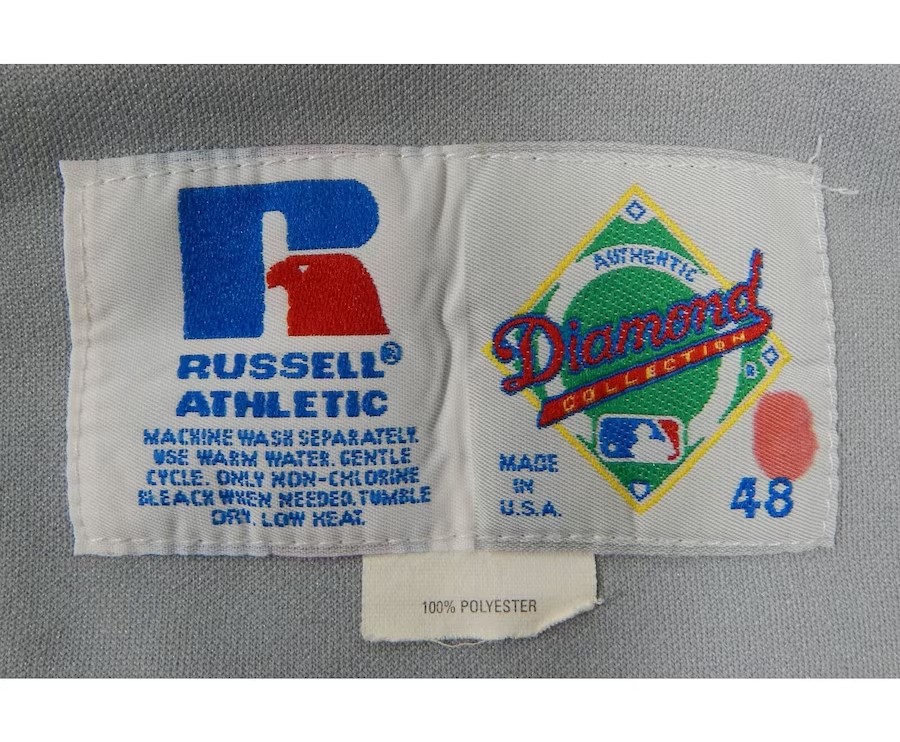 RUSSELL®
ATHLETIC
MACHINE WASH SEPARATELY.
USE WARM WATER. GENTLE
CYCLE. ONLY NON-CHLORINE
BLEACH WHEN NEEDED. TUMBLE
DRY. LOW HEAT.
AUTHENTIC
Diamond
COLLECTION
®
MADE
IN
U.S.A.
48
100% POLYESTER